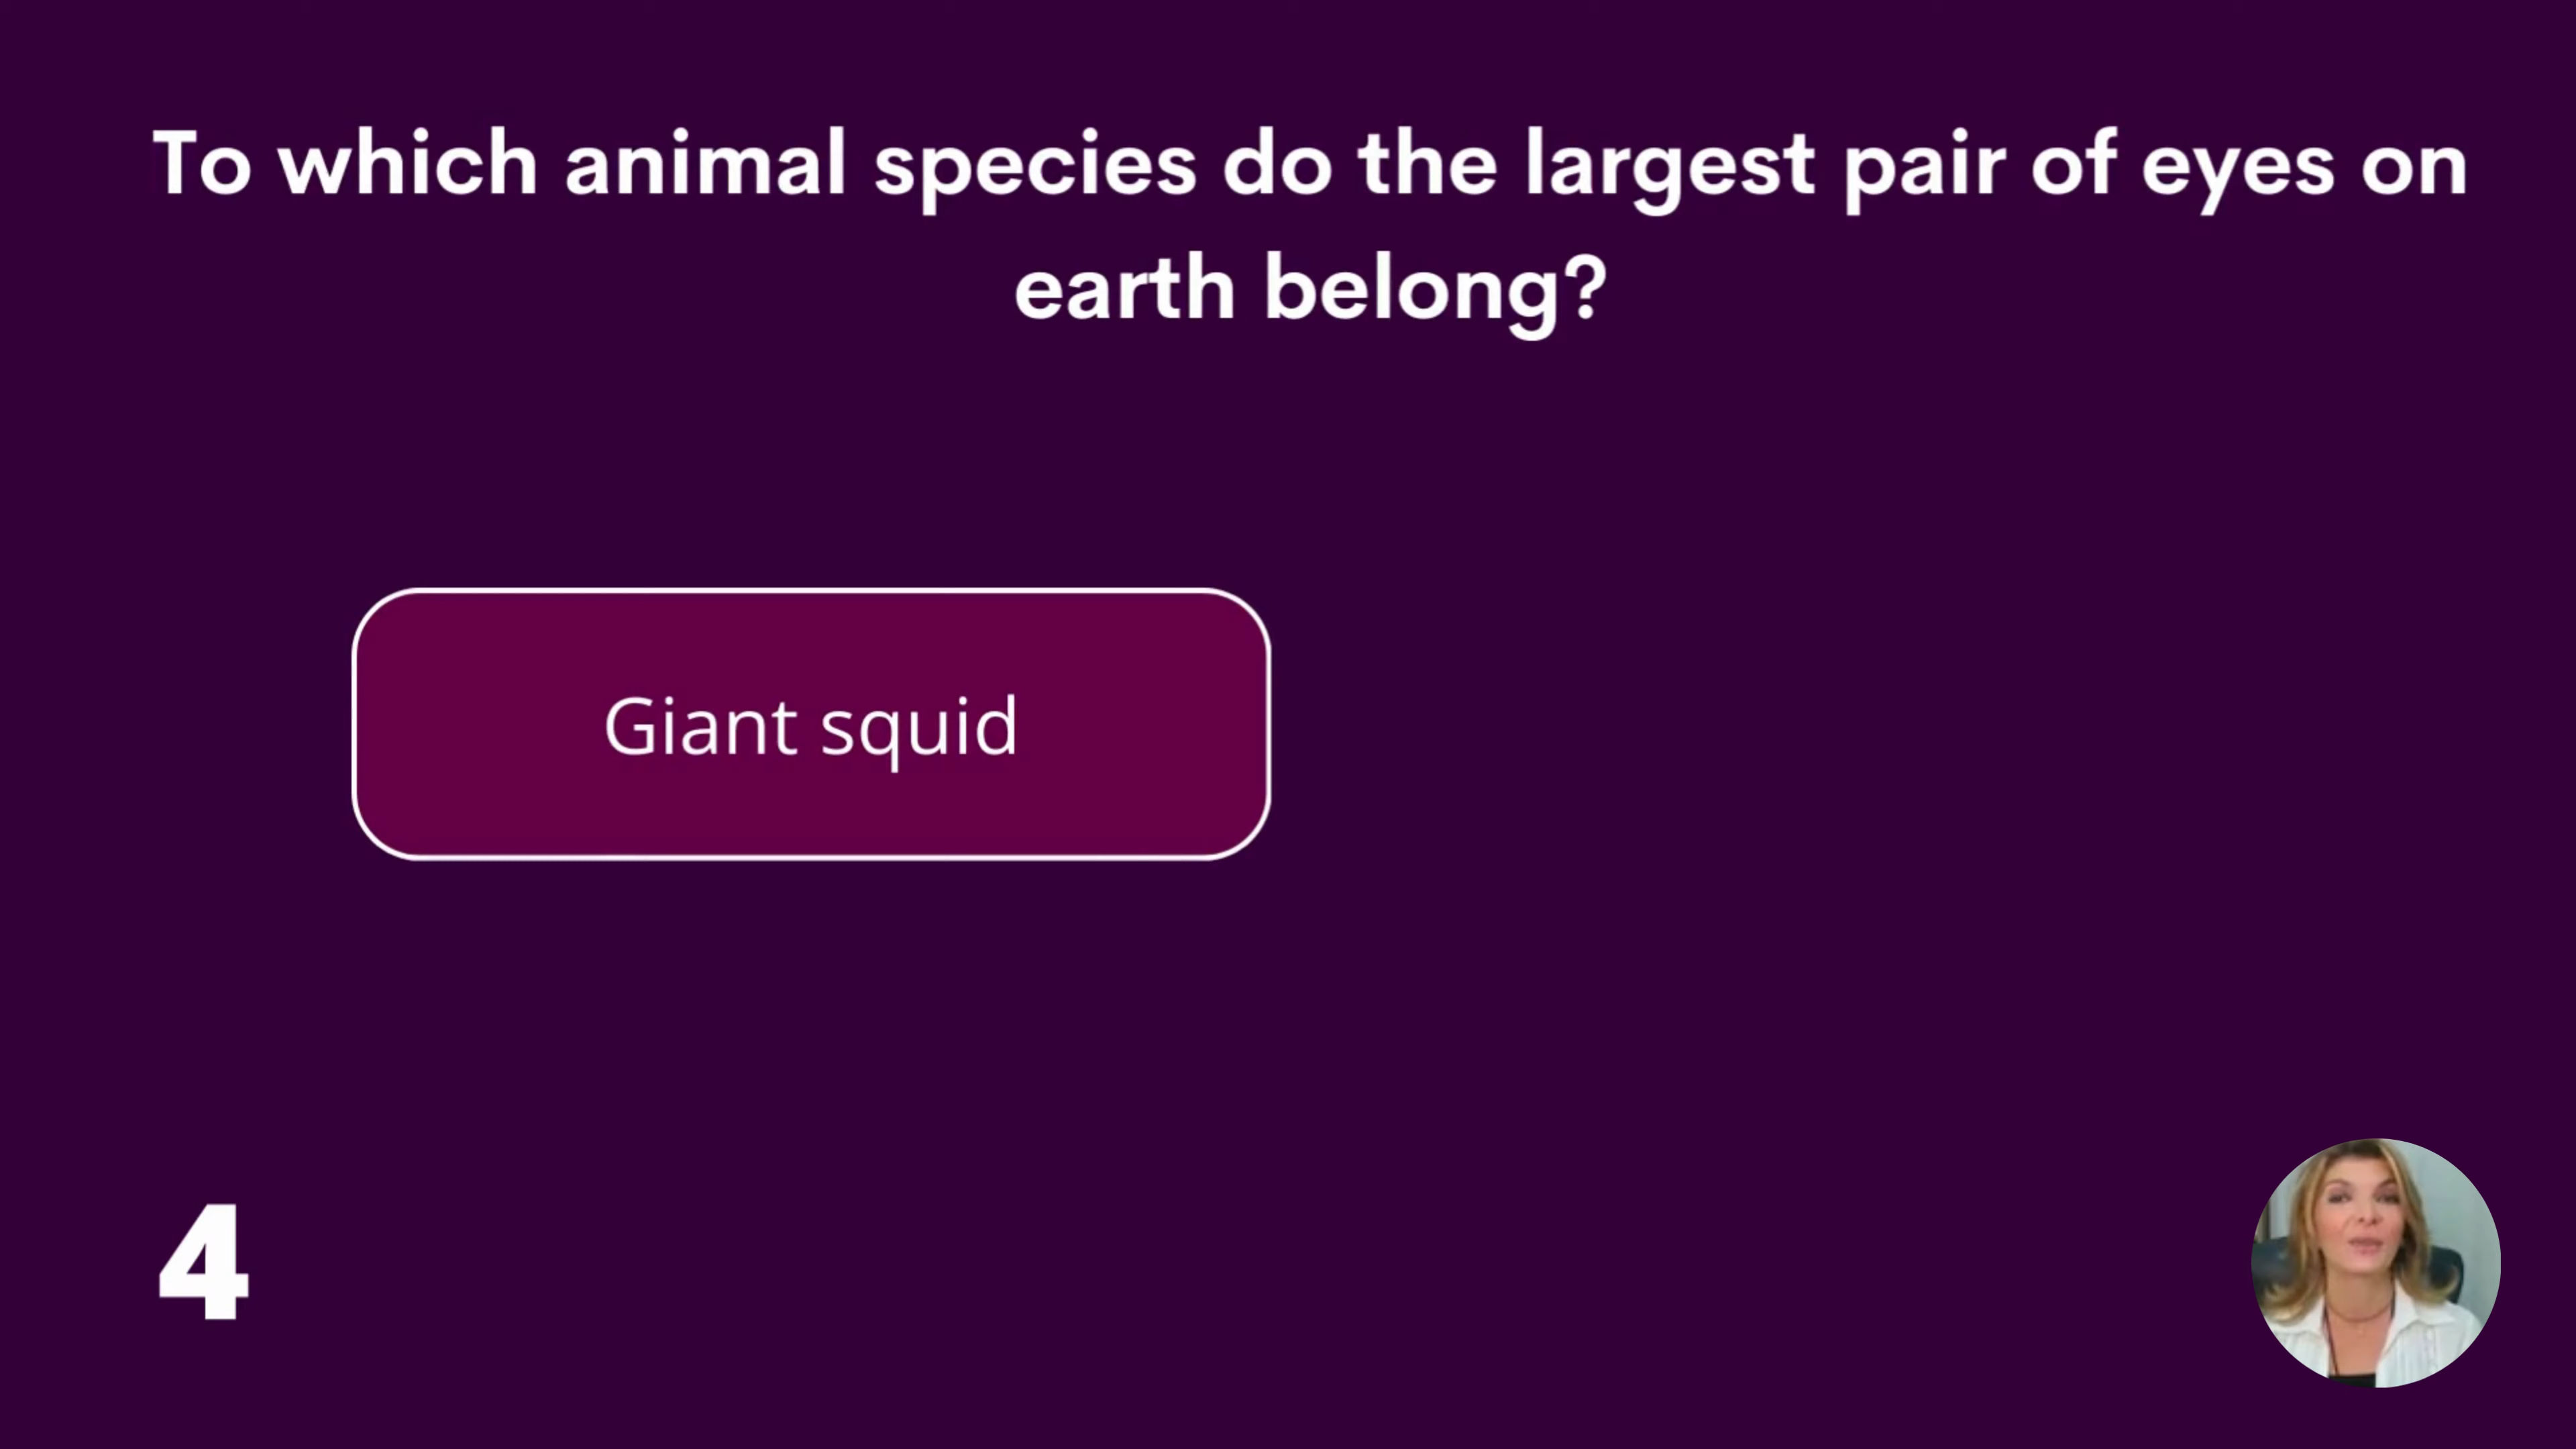 To which animal species do the largest pair of eyes on
earth belong?
Giant squid
4